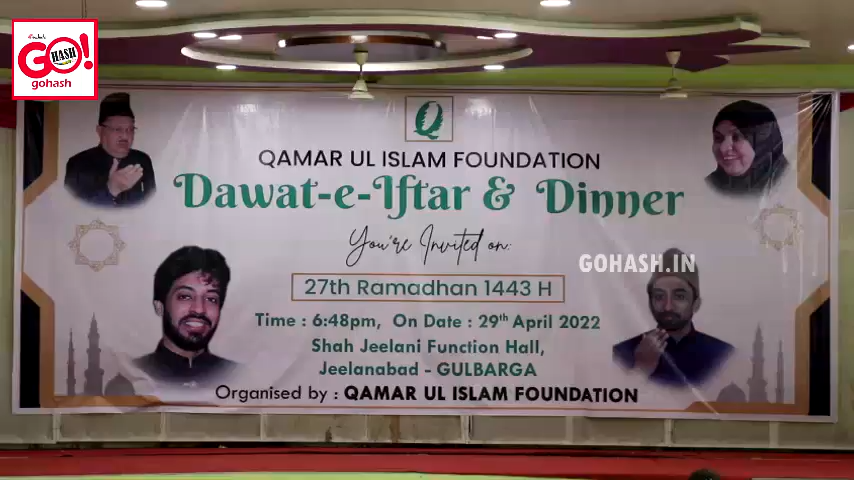 GO!
HASH
gohash
Q
QAMAR UL ISLAM FOUNDATION
Dawat-e-Iftar & Dinner
You're Invited on:
GOHASH.IN
27th Ramadhan 1443 H
Time : 6:48pm, On Date : 29th April 2022
Shah Jeelani Function Hall,
Jeelanabad - GULBARGA
Organised by : QAMAR UL ISLAM FOUNDATION